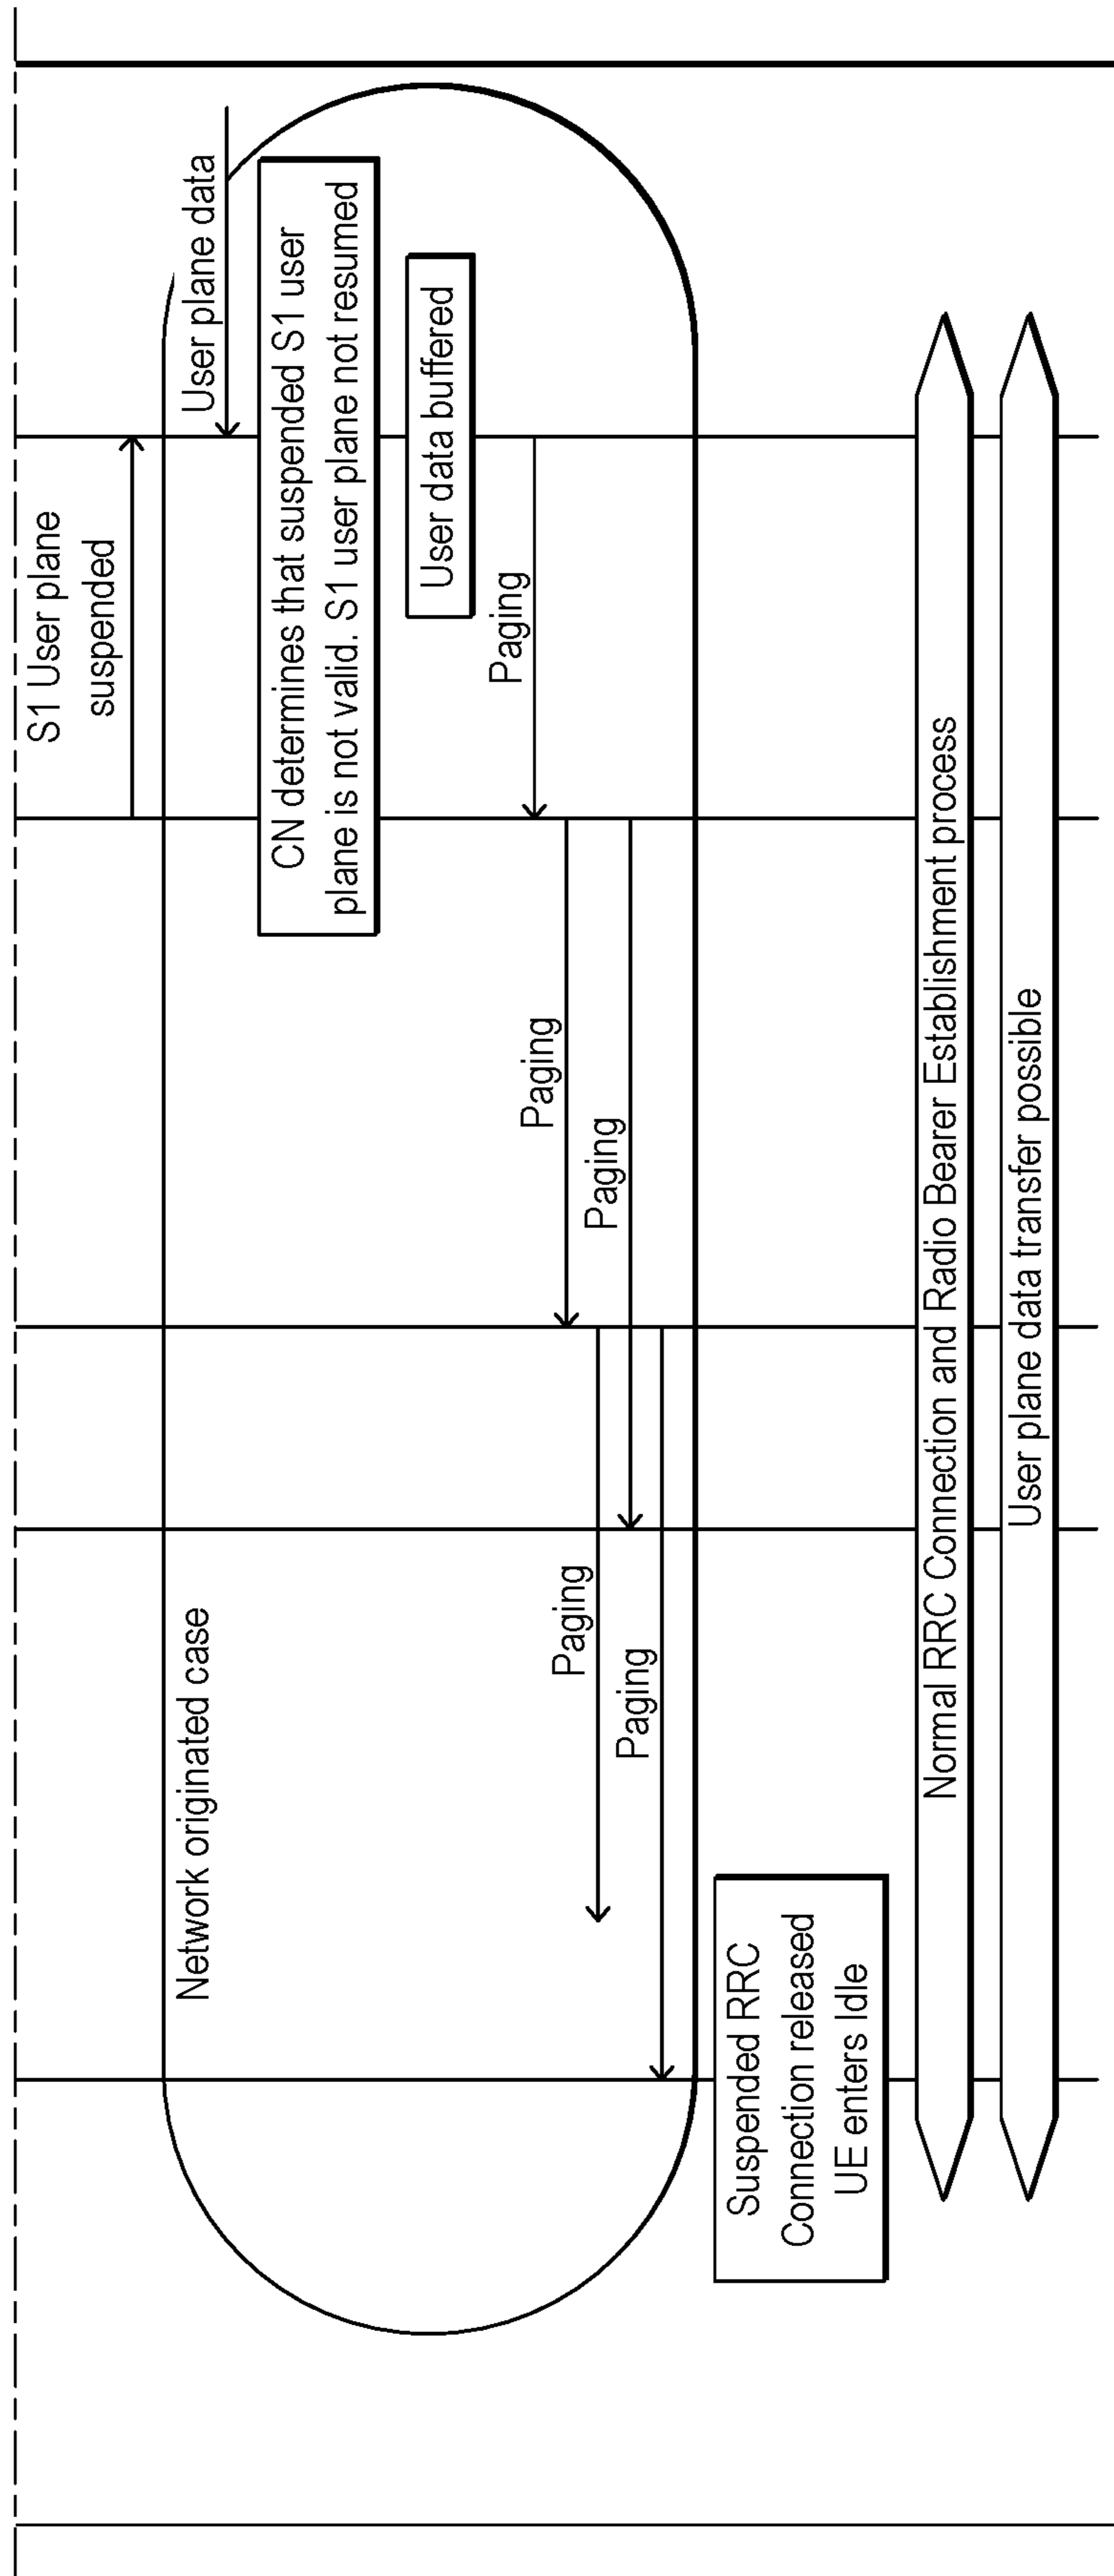 S1 User plane
suspended
User plane data
Network originated case
CN determines that suspended S1 user
plane is not valid. S1 user plane not resumed
User data buffered
Paging
Paging
Paging
Paging
Paging
Suspended RRC
Connection released
UE enters Idle
Normal RRC Connection and Radio Bearer Establishment process
User plane data transfer possible